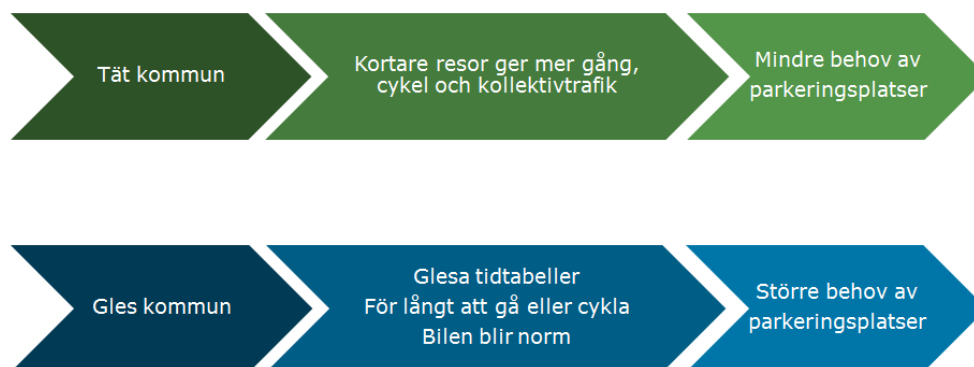 Tät kommun
Kortare resor ger mer gång,
cykel och kollektivtrafik
Mindre behov av
parkeringsplatser
Gles kommun
Glesa tidtabeller
För långt att gå eller cykla
Bilen blir norm
Större behov av
parkeringsplatser